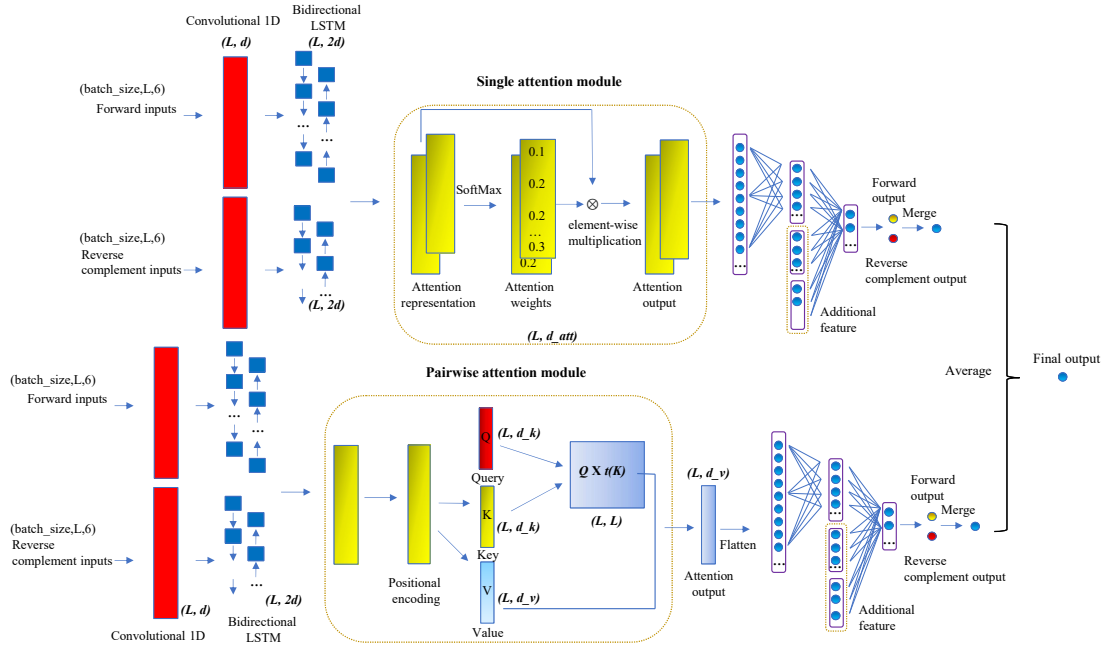 Convolutional 1D
(L, d)
Bidirectional
LSTM
(L, 2d)
(batch_size,L,6)
Forward inputs
...
...
(batch_size,L,6)
Reverse
complement inputs
...
(L, 2d)
Single attention module
SoftMax
0.1
0.2
0.2
...
0.3
0.2
⊗
element-wise
multiplication
Attention
representation
Attention
weights
Attention
output
(L, d_att)
...
...
...
...
...
Additional
feature
Forward
output
Merge
Reverse
complement output
Average
Final output
(batch_size,L,6)
Forward inputs
...
...
(batch_size,L,6)
Reverse
complement inputs
...
(L, d)
(L, 2d)
Convolutional 1D
Bidirectional
LSTM
Pairwise attention module
Positional
encoding
Q
(L, d_k)
Query
K
(L, d_k)
Key
V
(L, d_v)
Value
Q X t(K)
(L, L)
(L, d_v)
Attention
output
Flatten
...
...
...
...
...
Additional
feature
Forward
output
Merge
Reverse
complement output